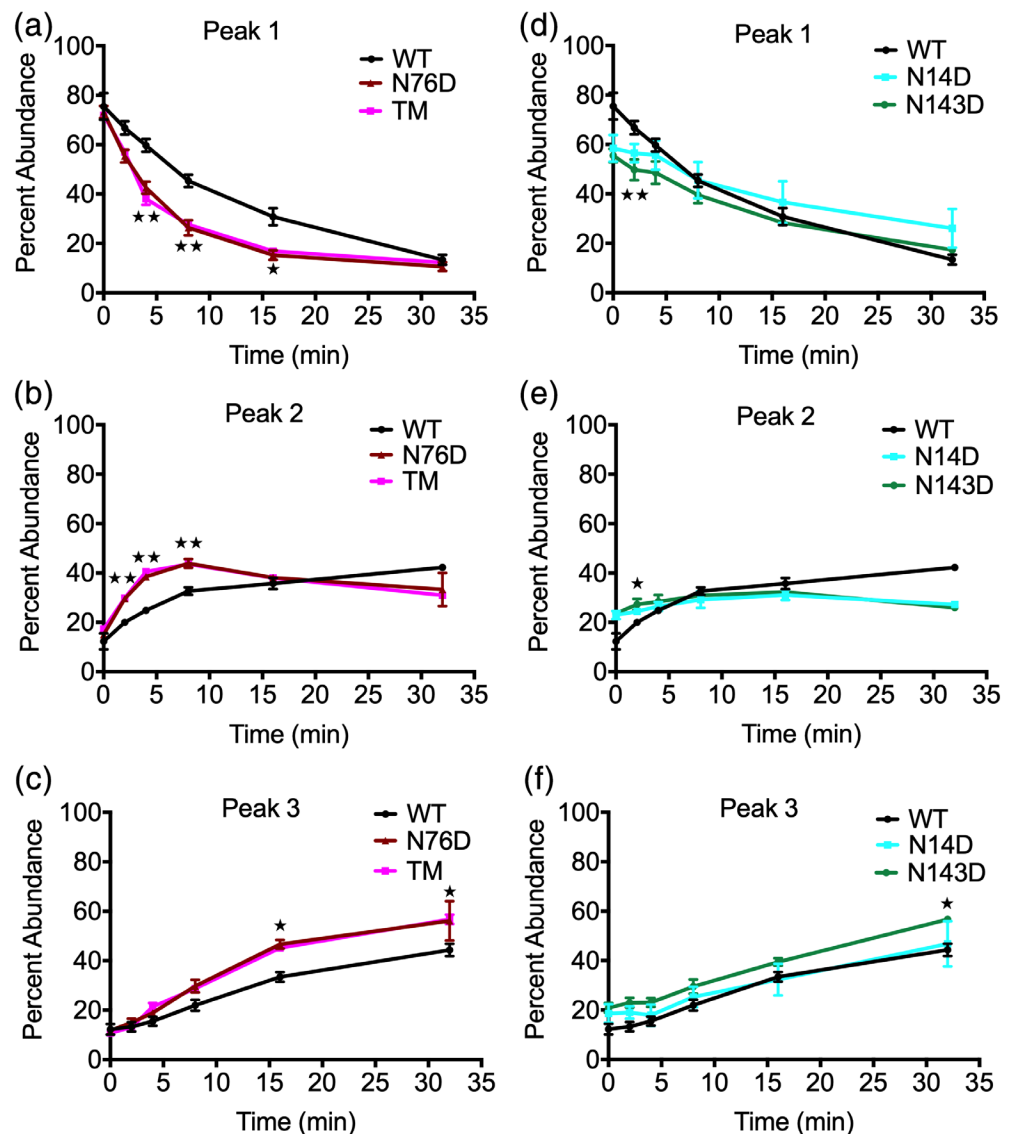 (a)
Peak 1
WT
N76D
TM
Percent Abundance
100
80
60
40
20
0
★★
★★
★
0 5 10 15 20 25 30 35
Time (min)
(b)
Peak 2
WT
N76D
TM
Percent Abundance
100
80
60
40
20
0
★★
★★
★★
0 5 10 15 20 25 30 35
Time (min)
(c)
Peak 3
WT
N76D
TM
Percent Abundance
100
80
60
40
20
0
★
★
0 5 10 15 20 25 30 35
Time (min)
(d)
Peak 1
WT
N14D
N143D
Percent Abundance
100
80
60
40
20
0
★★
0 5 10 15 20 25 30 35
Time (min)
(e)
Peak 2
WT
N14D
N143D
Percent Abundance
100
80
60
40
20
0
★
0 5 10 15 20 25 30 35
Time (min)
(f)
Peak 3
WT
N14D
N143D
Percent Abundance
100
80
60
40
20
0
★
0 5 10 15 20 25 30 35
Time (min)